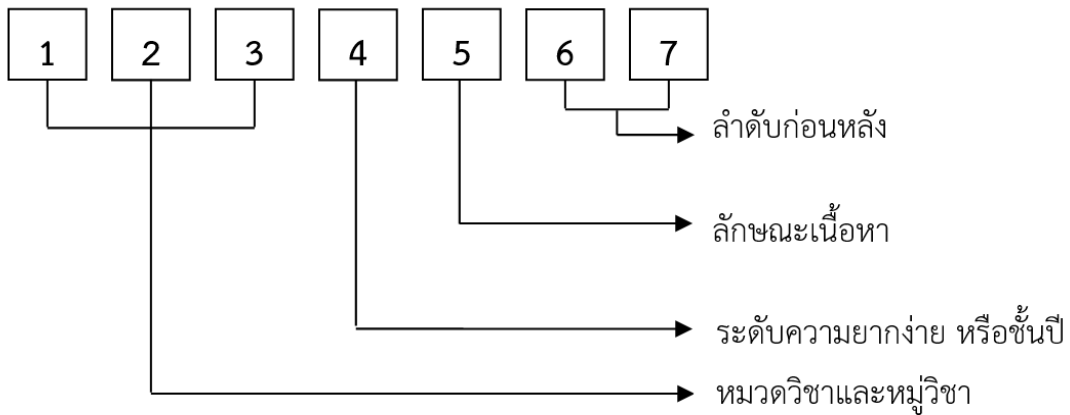 1 2 3 4 5 6 7
ลำดับก่อนหลัง
ลักษณะเนื้อหา
ระดับความยากง่าย หรือชั้นปี
หมวดวิชาและหมู่วิชา